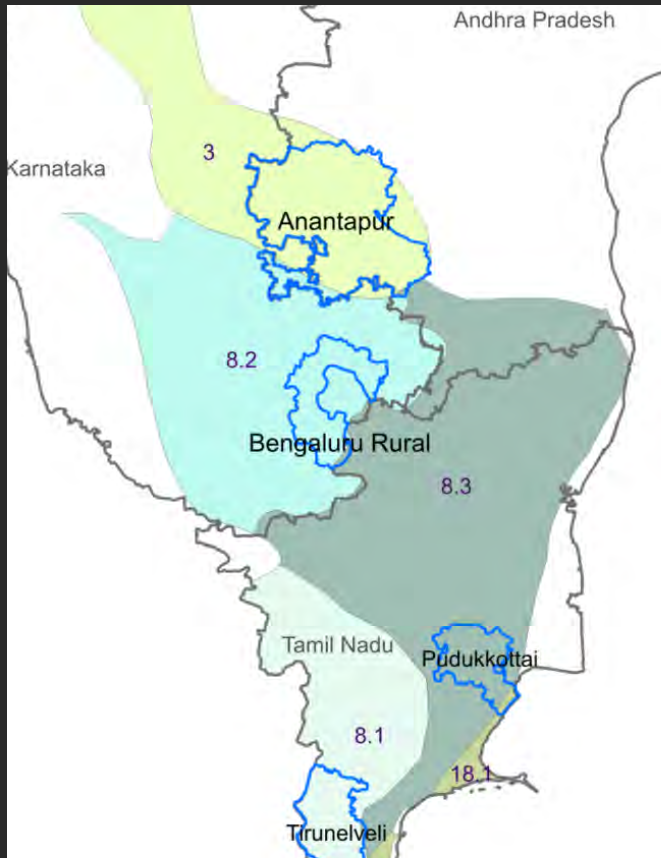 Andhra Pradesh
3
Karnataka
Anantapur
8.2
Bengaluru Rural
8.3
Tamil Nadu
Pudukkottai
8.1
18.1
Tirunelveli